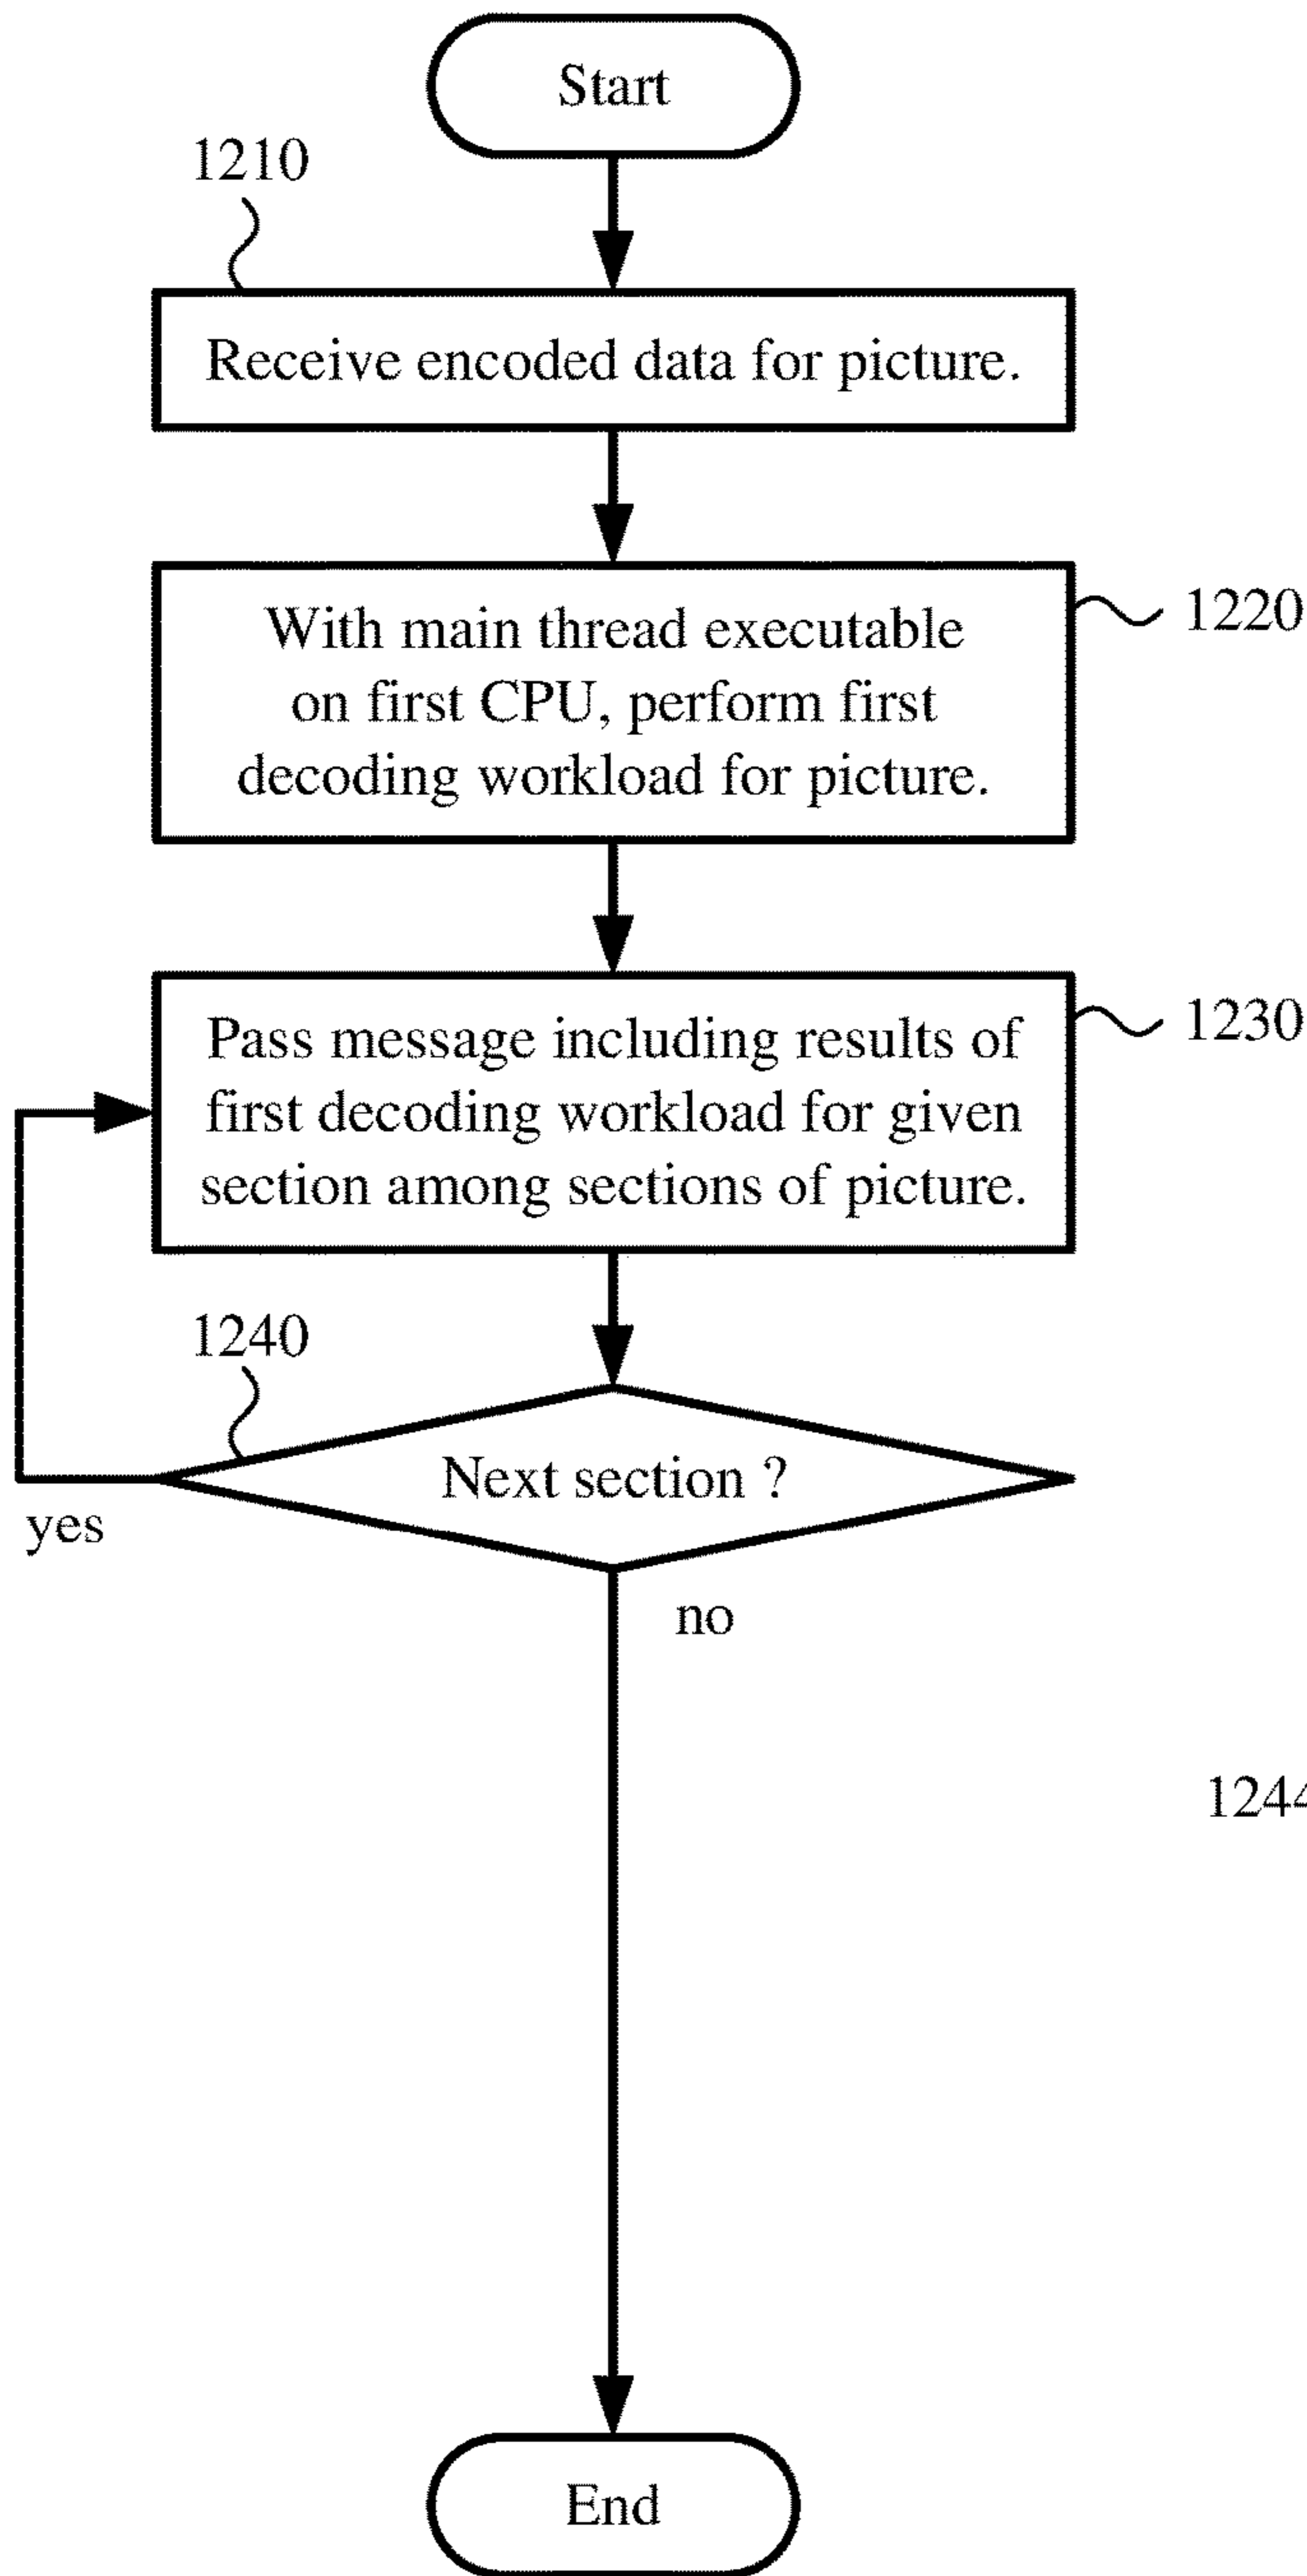 Start
1210
Receive encoded data for picture.
With main thread executable
on first CPU, perform first
decoding workload for picture.
1220
Pass message including results of
first decoding workload for given
section among sections of picture.
1230
1240
Next section ?
yes
no
1244
End